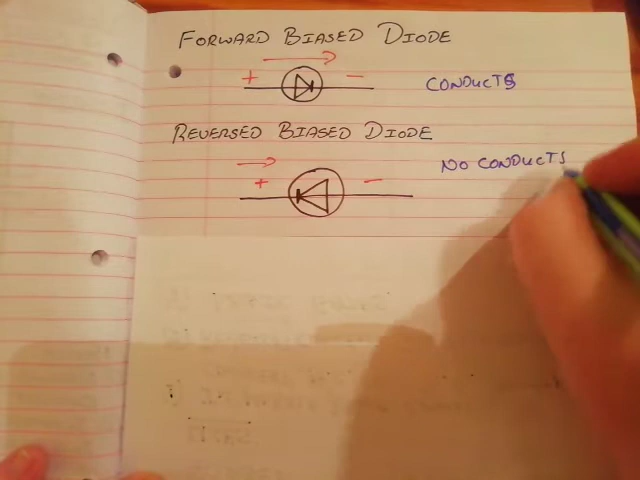 FORWARD BIASED DIODE
+ -
CONDUCTS
REVERSED BIASED DIODE
NO CONDUCTS
+ -